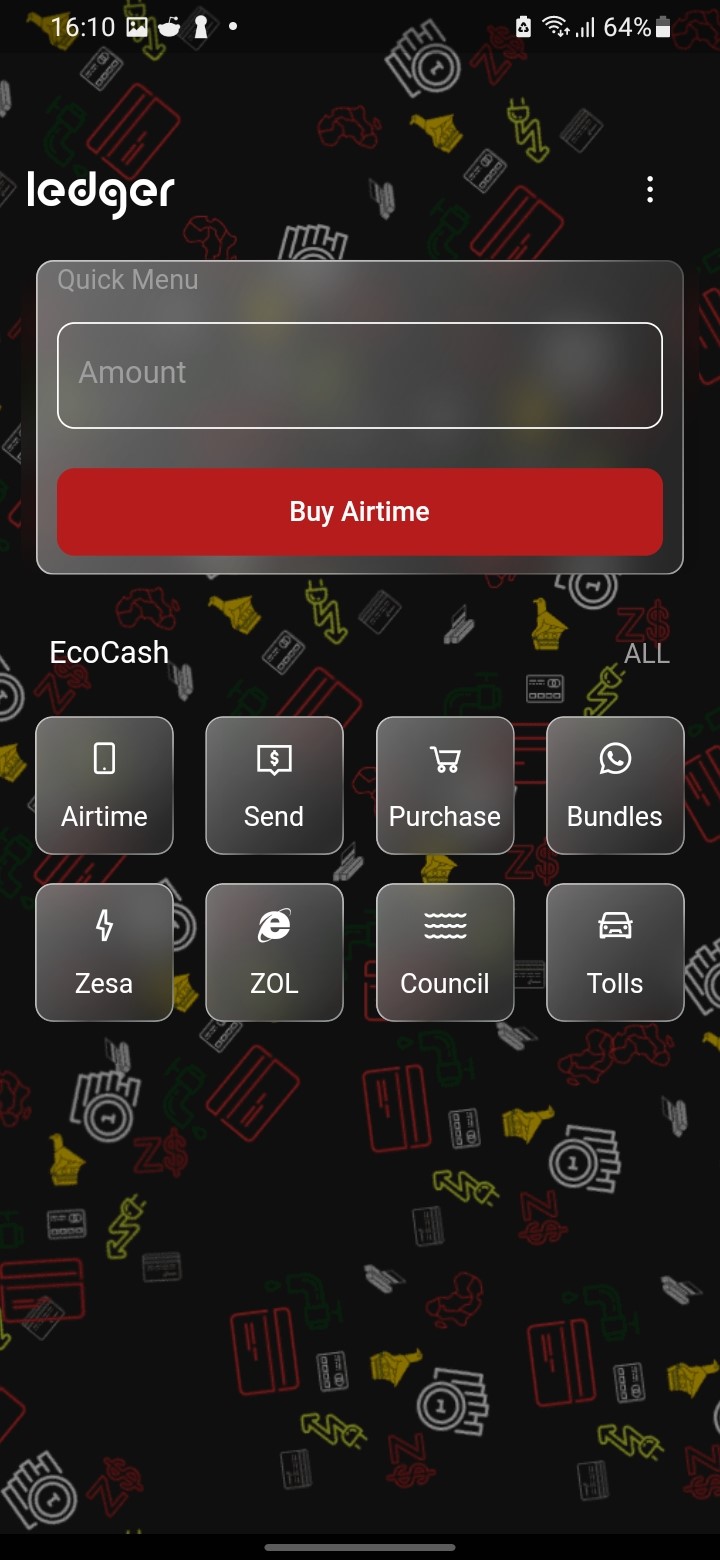 16:10 64%
ledger
Quick Menu
Amount
Buy Airtime
EcoCash ALL
Airtime Send Purchase Bundles
Zesa ZOL Council Tolls